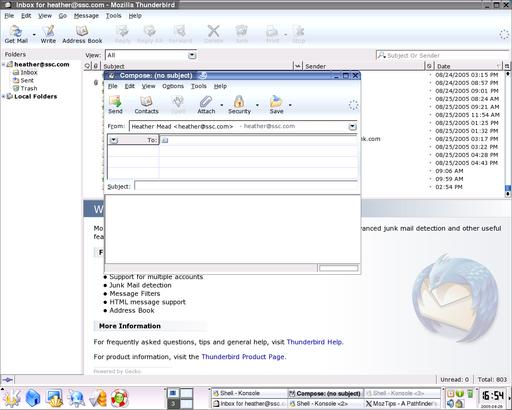 Inbox for heather@ssc.com - Mozilla Thunderbird
File Edit View Go Message Tools Help
Get Mail Write Address Book Reply Reply All Forward Delete Junk Print Stop
Folders
View: All
Subject Or Sender
heather@ssc.com
Inbox
Sent
Trash
Local Folders
Subject Sender Date
08/24/2005 03:15 PM
08/24/2005 08:57 PM
08/24/2005 09:01 PM
08/25/2005 08:24 AM
08/25/2005 09:21 AM
08/25/2005 11:54 AM
08/25/2005 01:25 PM
08/25/2005 01:32 PM
nk.com 08/25/2005 03:17 PM
08/25/2005 03:22 PM
08/25/2005 04:28 PM
08/25/2005 04:43 PM
09:06 AM
09:59 AM
02:54 PM
Compose: (no subject)
File Edit View Options Tools Help
Send Contacts Spell Attach Security Save
From: Heather Mead <heather@ssc.com> - heather@ssc.com
To:
Subject:
W
Mo
anced junk mail detection and other useful
fea
F
Support for multiple accounts
Junk Mail detection
Message Filters
HTML message support
Address Book
More Information
For frequently asked questions, tips and general help, visit Thunderbird Help.
For product information, visit the Thunderbird Product Page.
Powered by Gecko
Unread: 0 Total: 803
3
Shell - Konsole Compose: (no subject) Shell - Konsole <3>
Inbox for heather@ssc. Shell - Konsole <2> MozTips - Pathfinder
16:54